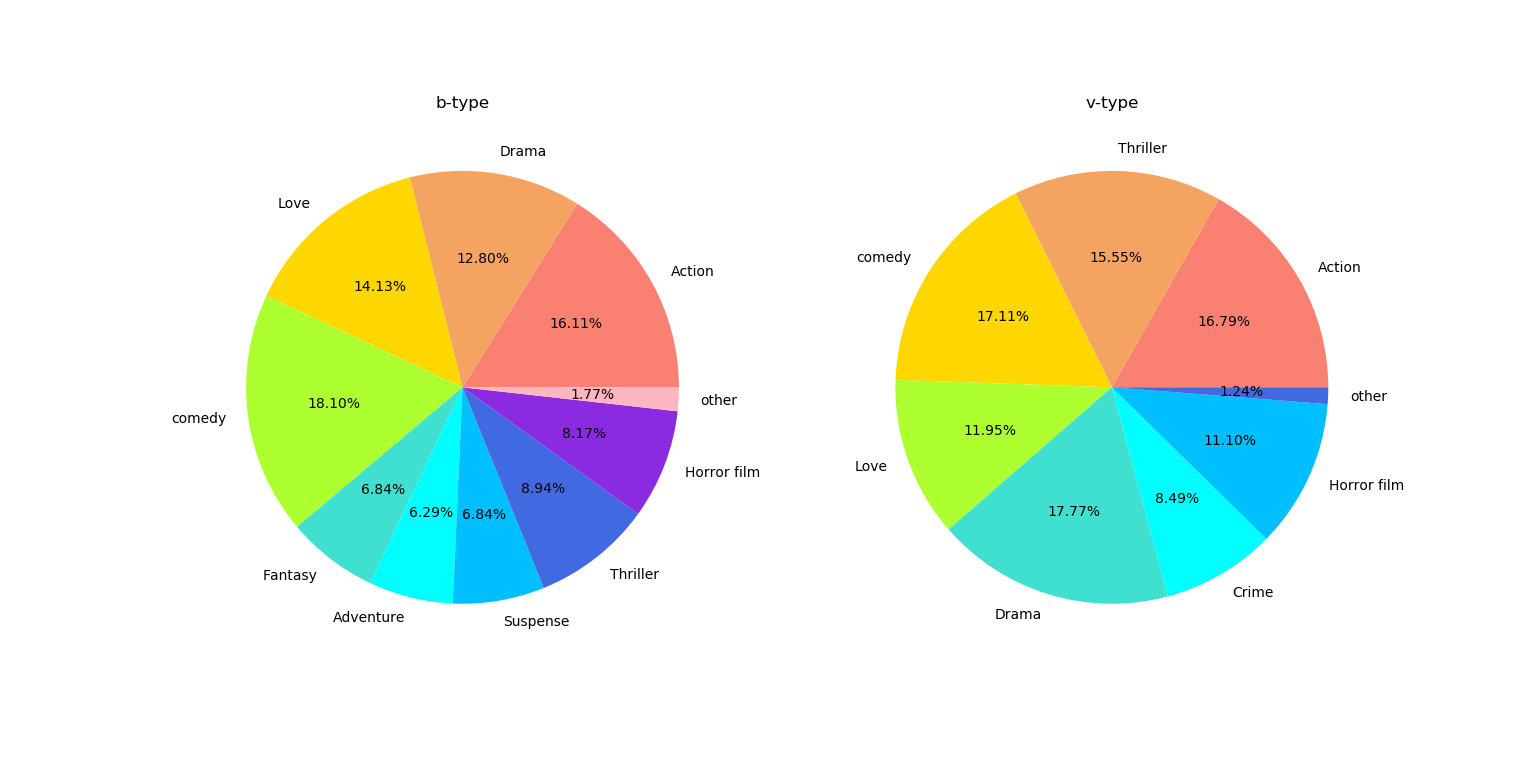 b-type
Drama
Love
Action
comedy
Fantasy
Adventure
Suspense
Thriller
Horror film
other
12.80%
14.13%
16.11%
18.10%
6.84%
6.29%
6.84%
8.94%
8.17%
1.77%
v-type
Thriller
comedy
Action
Love
Drama
Crime
Horror film
other
15.55%
17.11%
16.79%
11.95%
17.77%
8.49%
11.10%
1.24%